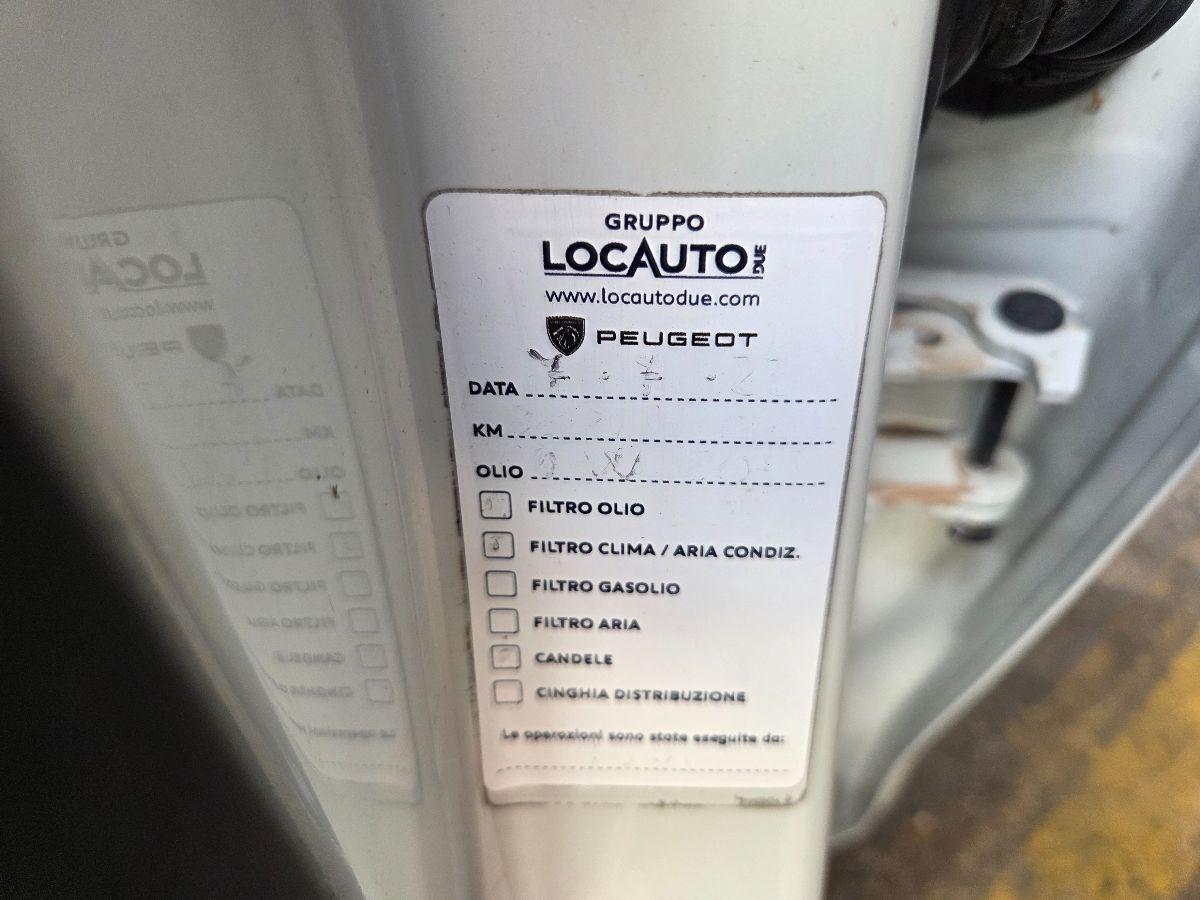 GRUPPO
LOCAUTO DUE
www.locautodue.com
PEUGEOT
DATA
KM
OLIO
FILTRO OLIO
FILTRO CLIMA / ARIA CONDIZ.
FILTRO GASOLIO
FILTRO ARIA
CANDELE
CINGHIA DISTRIBUZIONE
Le operazioni sono state eseguite da: